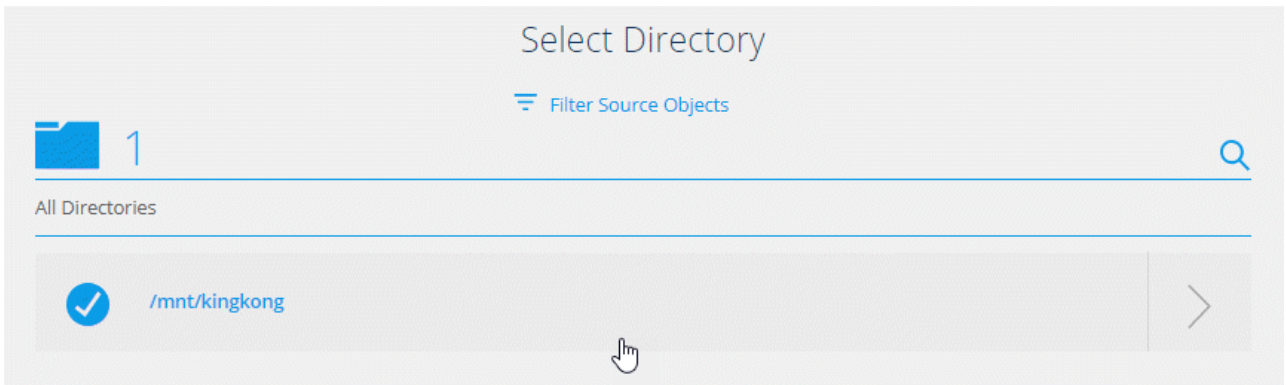 Select Directory
Filter Source Objects
1
All Directories
/mnt/kingkong